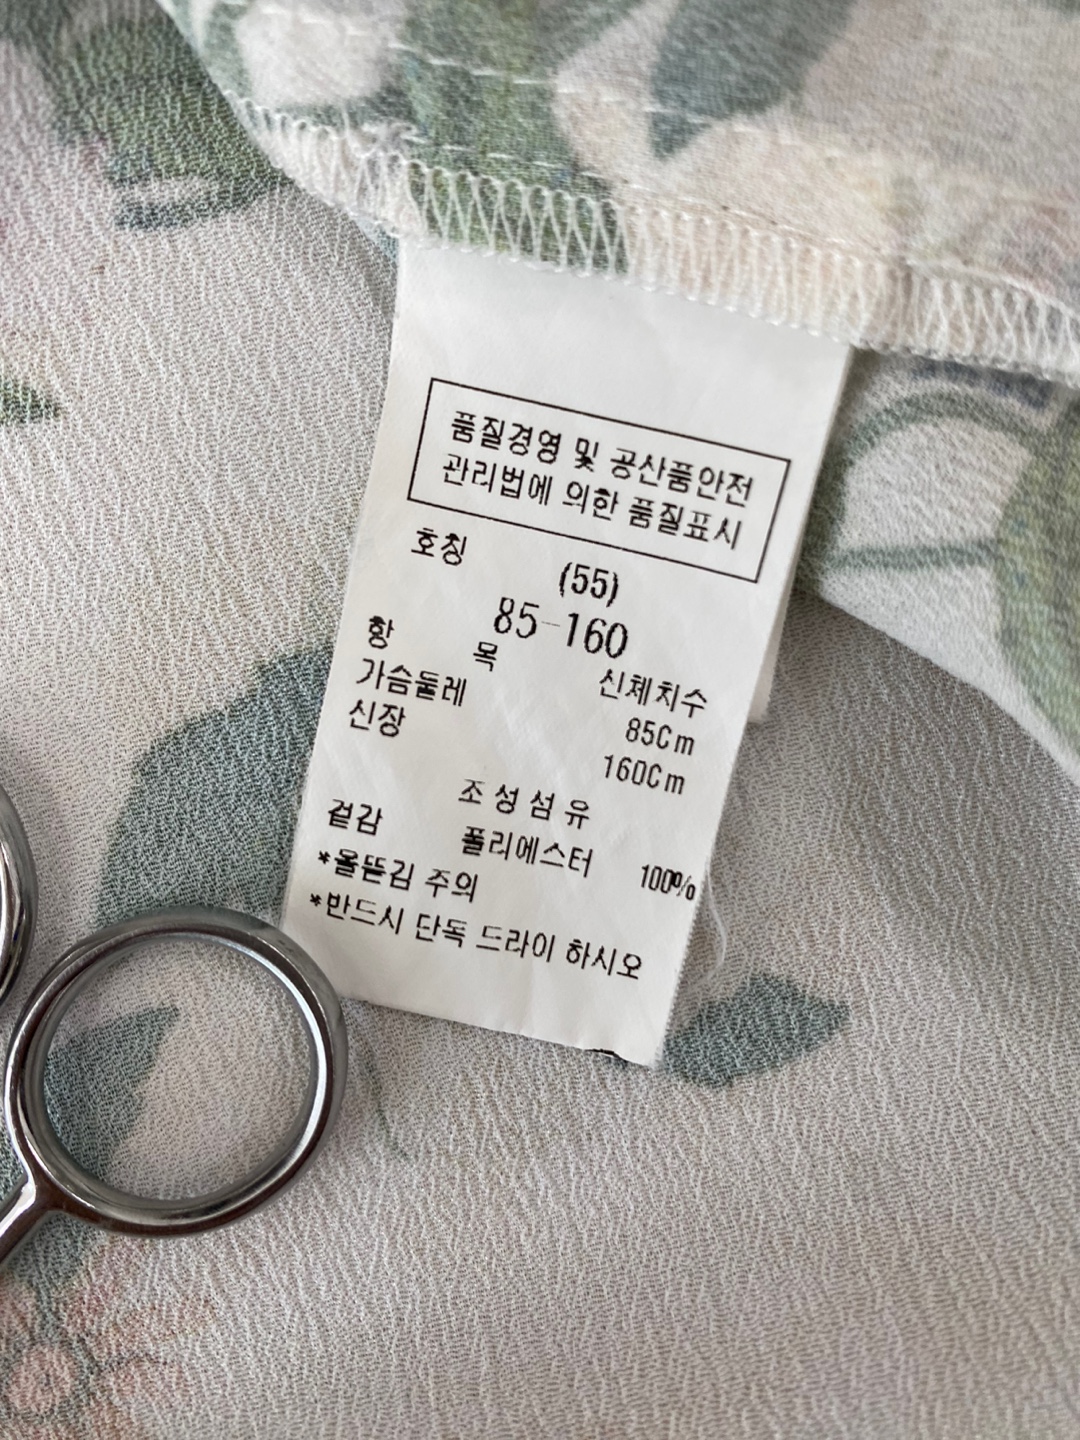 품질경영 및 공산품안전
관리법에 의한 품질표시
호칭
(55)
85-160
항 목 신체치수
가슴둘레 85Cm
신장 160Cm
조성섬유
겉감 폴리에스터 100%
*올뜯김 주의
*반드시 단독 드라이 하시오